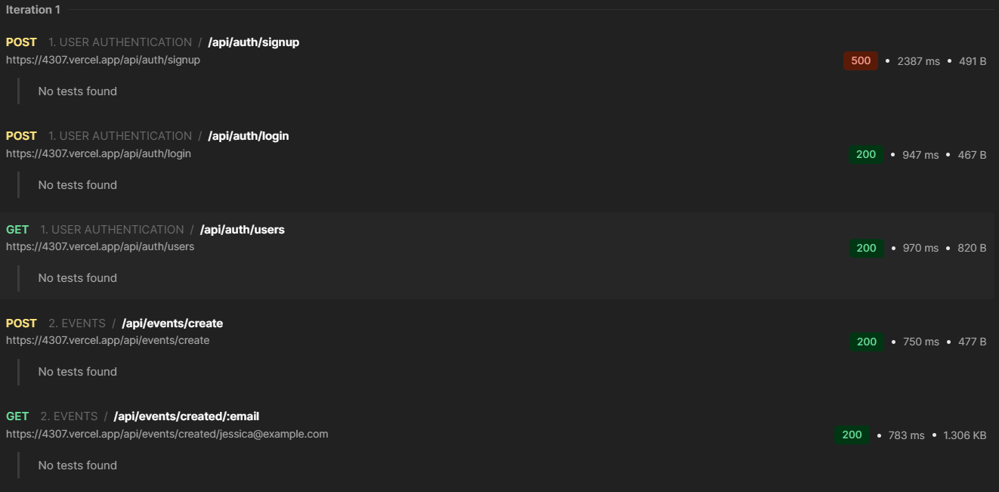 Iteration 1
POST 1. USER AUTHENTICATION / /api/auth/signup
https://4307.vercel.app/api/auth/signup
500 • 2387 ms • 491 B
No tests found
POST 1. USER AUTHENTICATION / /api/auth/login
https://4307.vercel.app/api/auth/login
200 • 947 ms • 467 B
No tests found
GET 1. USER AUTHENTICATION / /api/auth/users
https://4307.vercel.app/api/auth/users
200 • 970 ms • 820 B
No tests found
POST 2. EVENTS / /api/events/create
https://4307.vercel.app/api/events/create
200 • 750 ms • 477 B
No tests found
GET 2. EVENTS / /api/events/created/:email
https://4307.vercel.app/api/events/created/jessica@example.com
200 • 783 ms • 1.306 KB
No tests found